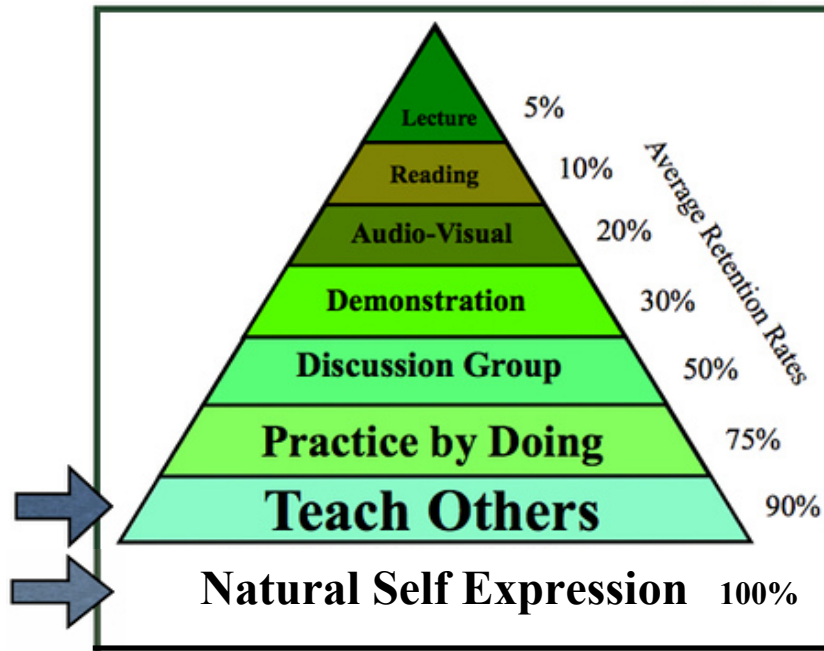 Lecture 5%
Reading 10%
Audio-Visual 20%
Demonstration 30%
Discussion Group 50%
Practice by Doing 75%
Teach Others 90%
Natural Self Expression 100%
Average Retention Rates